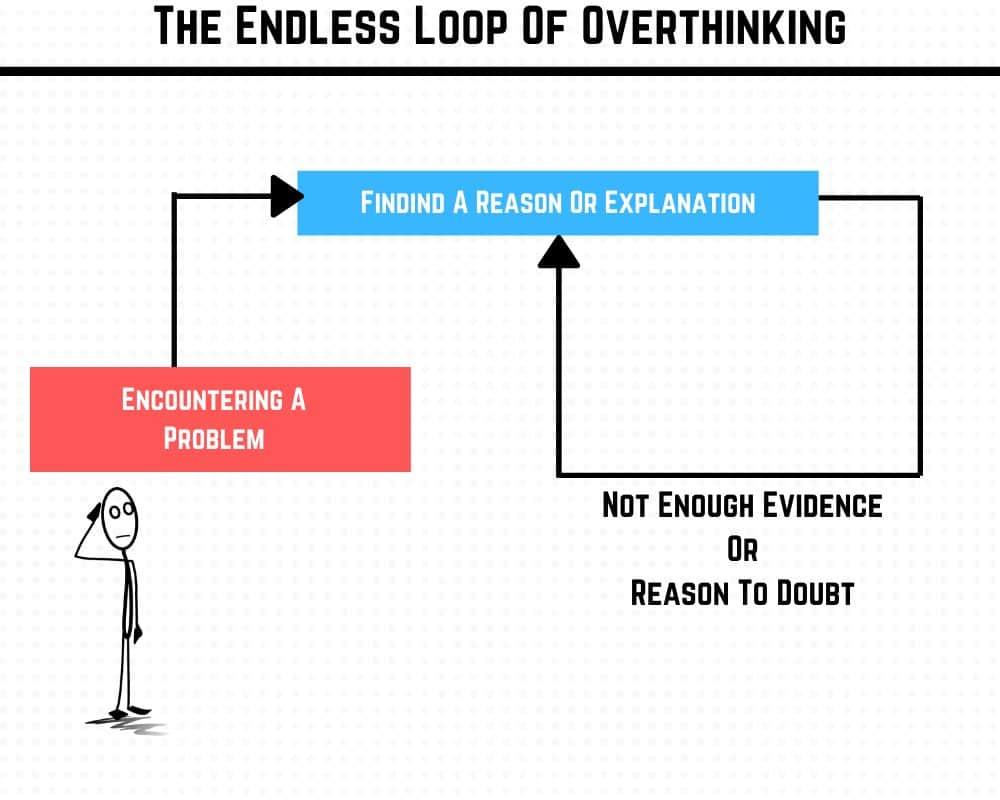 The Endless Loop Of Overthinking
Findind A Reason Or Explanation
Encountering A
Problem
Not Enough Evidence
Or
Reason To Doubt